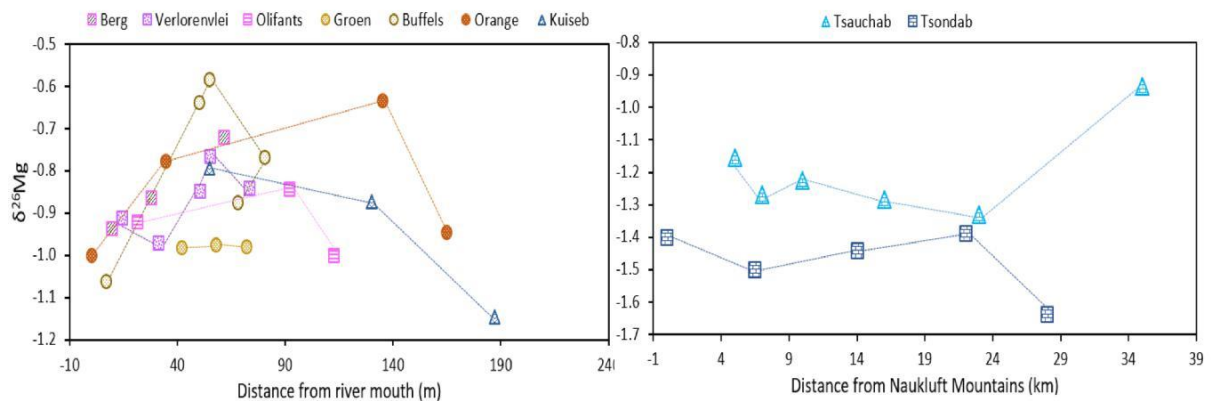 Berg Verlorenvlei Olifants Groen Buffels Orange Kuiseb
δ²⁶Mg
-0.5
-0.6
-0.7
-0.8
-0.9
-1.0
-1.1
-1.2
-10 40 90 140 190 240
Distance from river mouth (m)
Tsauchab Tsondab
-0.8
-0.9
-1.0
-1.1
-1.2
-1.3
-1.4
-1.5
-1.6
-1.7
-1 4 9 14 19 24 29 34 39
Distance from Naukluft Mountains (km)